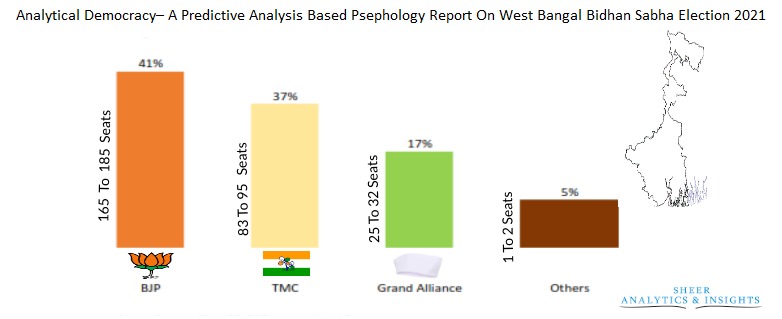 Analytical Democracy– A Predictive Analysis Based Psephology Report On West Bangal Bidhan Sabha Election 2021
41%
165 To 185 Seats
BJP
37%
83 To 95 Seats
TMC
17%
25 To 32 Seats
Grand Alliance
5%
1 To 2 Seats
Others
SHEER
ANALYTICS & INSIGHTS